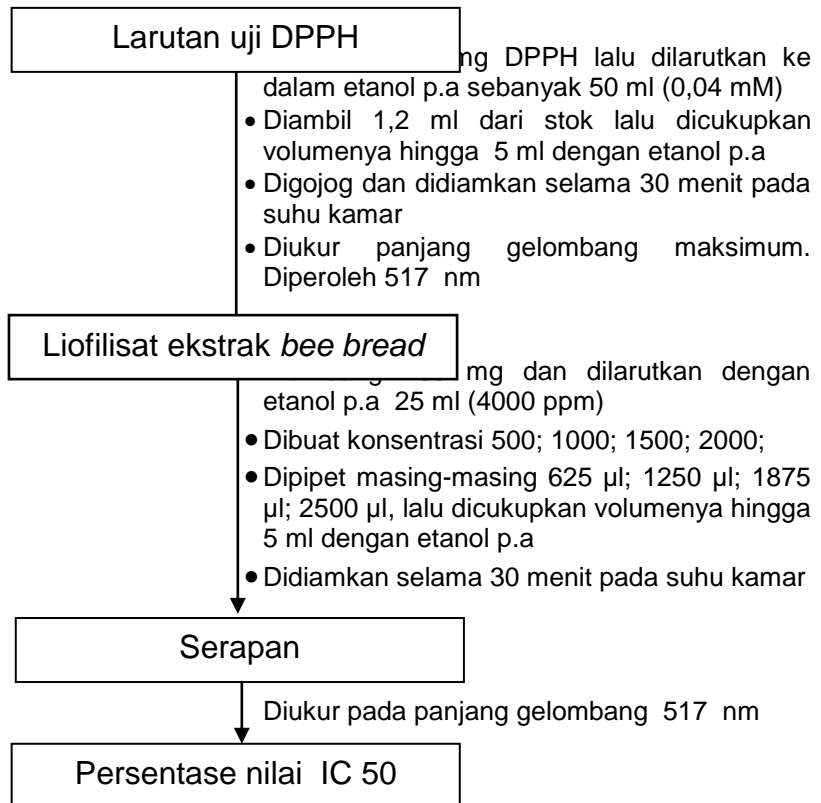 Larutan uji DPPH
mg DPPH lalu dilarutkan ke
dalam etanol p.a sebanyak 50 ml (0,04 mM)
• Diambil 1,2 ml dari stok lalu dicukupkan
volumenya hingga 5 ml dengan etanol p.a
• Digojog dan didiamkan selama 30 menit pada
suhu kamar
• Diukur panjang gelombang maksimum.
Diperoleh 517 nm
Liofilisat ekstrak bee bread
mg dan dilarutkan dengan
etanol p.a 25 ml (4000 ppm)
• Dibuat konsentrasi 500; 1000; 1500; 2000;
• Dipipet masing-masing 625 µl; 1250 µl; 1875
µl; 2500 µl, lalu dicukupkan volumenya hingga
5 ml dengan etanol p.a
• Didiamkan selama 30 menit pada suhu kamar
Serapan
Diukur pada panjang gelombang 517 nm
Persentase nilai IC 50